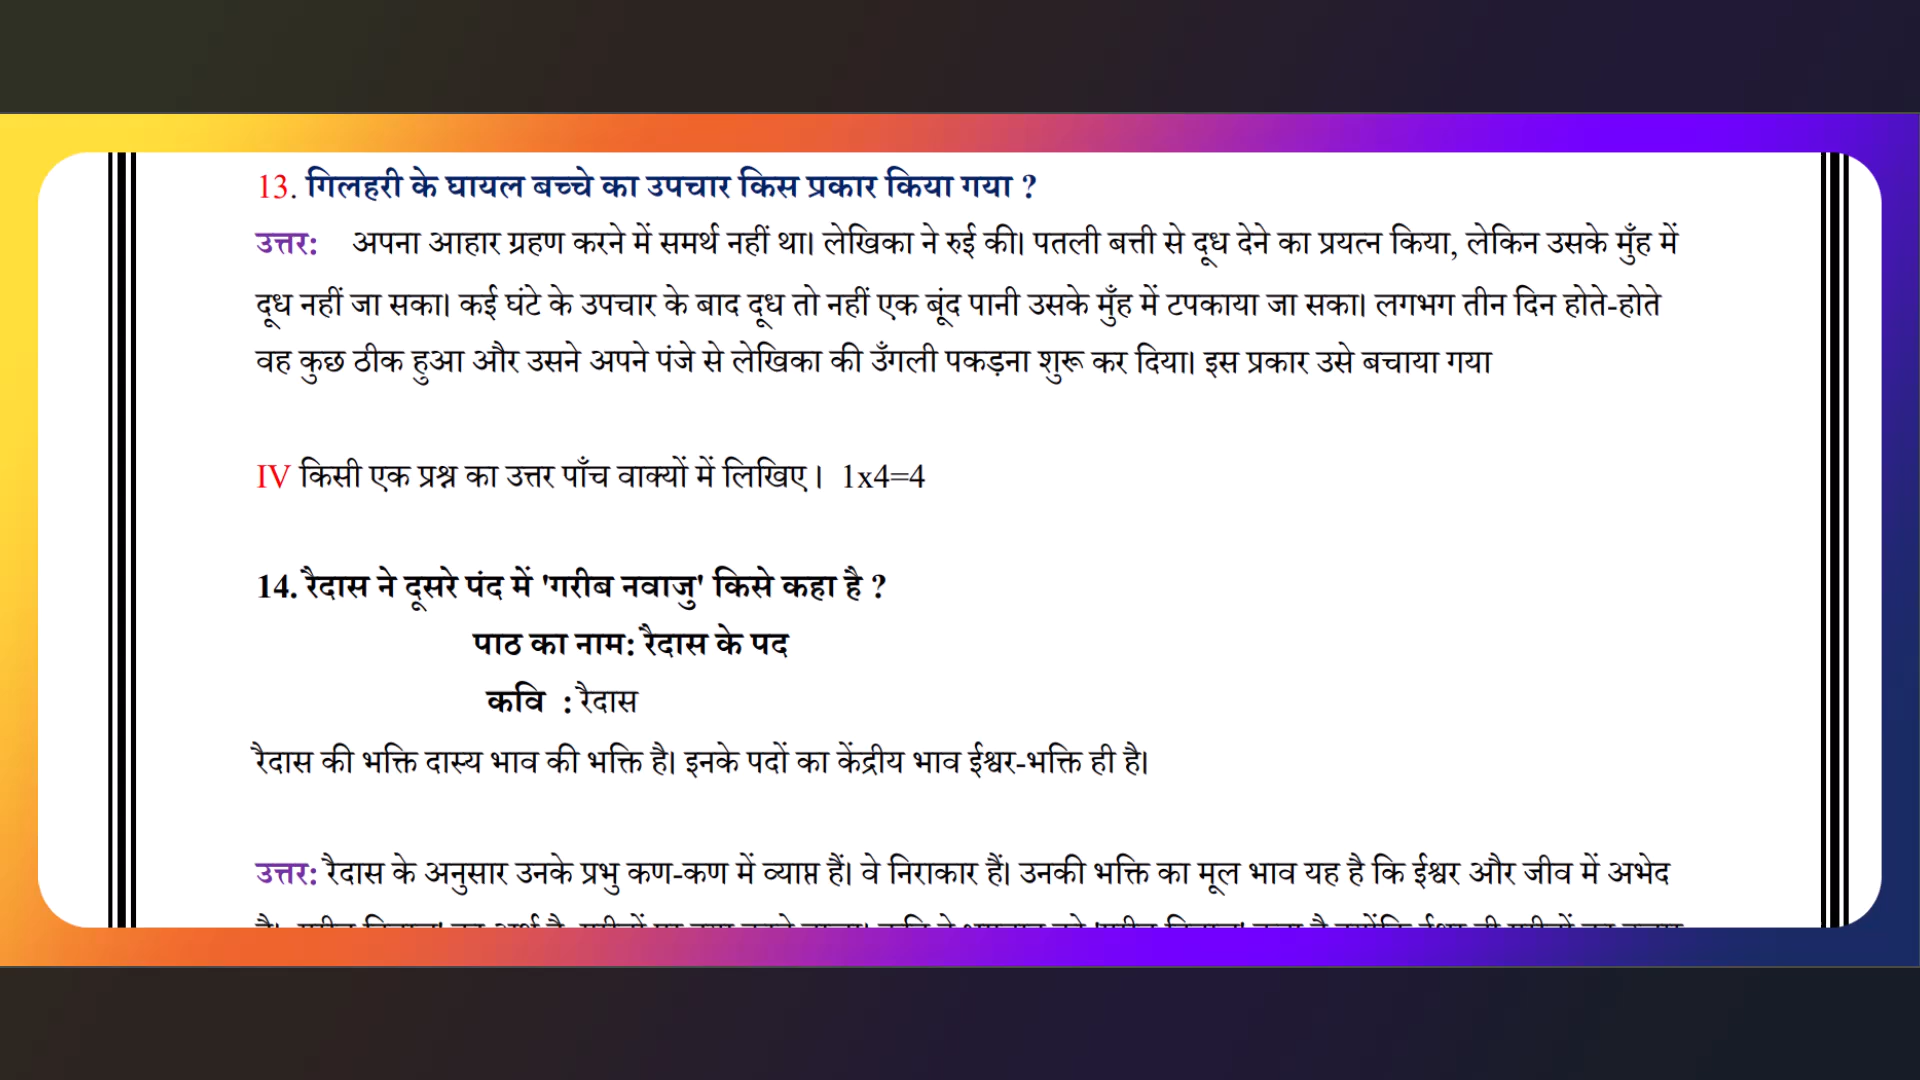 13. गिलहरी के घायल बच्चे का उपचार किस प्रकार किया गया ?
उत्तर: अपना आहार ग्रहण करने में समर्थ नहीं था। लेखिका ने रुई की। पतली बत्ती से दूध देने का प्रयत्न किया, लेकिन उसके मुँह में
दूध नहीं जा सका। कई घंटे के उपचार के बाद दूध तो नहीं एक बूंद पानी उसके मुँह में टपकाया जा सका। लगभग तीन दिन होते-होते
वह कुछ ठीक हुआ और उसने अपने पंजे से लेखिका की उँगली पकड़ना शुरू कर दिया। इस प्रकार उसे बचाया गया
IV किसी एक प्रश्न का उत्तर पाँच वाक्यों में लिखिए। 1x4=4
14. रैदास ने दूसरे पंद में 'गरीब नवाजु' किसे कहा है ?
पाठ का नाम: रैदास के पद
कवि : रैदास
रैदास की भक्ति दास्य भाव की भक्ति है। इनके पदों का केंद्रीय भाव ईश्वर-भक्ति ही है।
उत्तर: रैदास के अनुसार उनके प्रभु कण-कण में व्याप्त हैं। वे निराकार हैं। उनकी भक्ति का मूल भाव यह है कि ईश्वर और जीव में अभेद